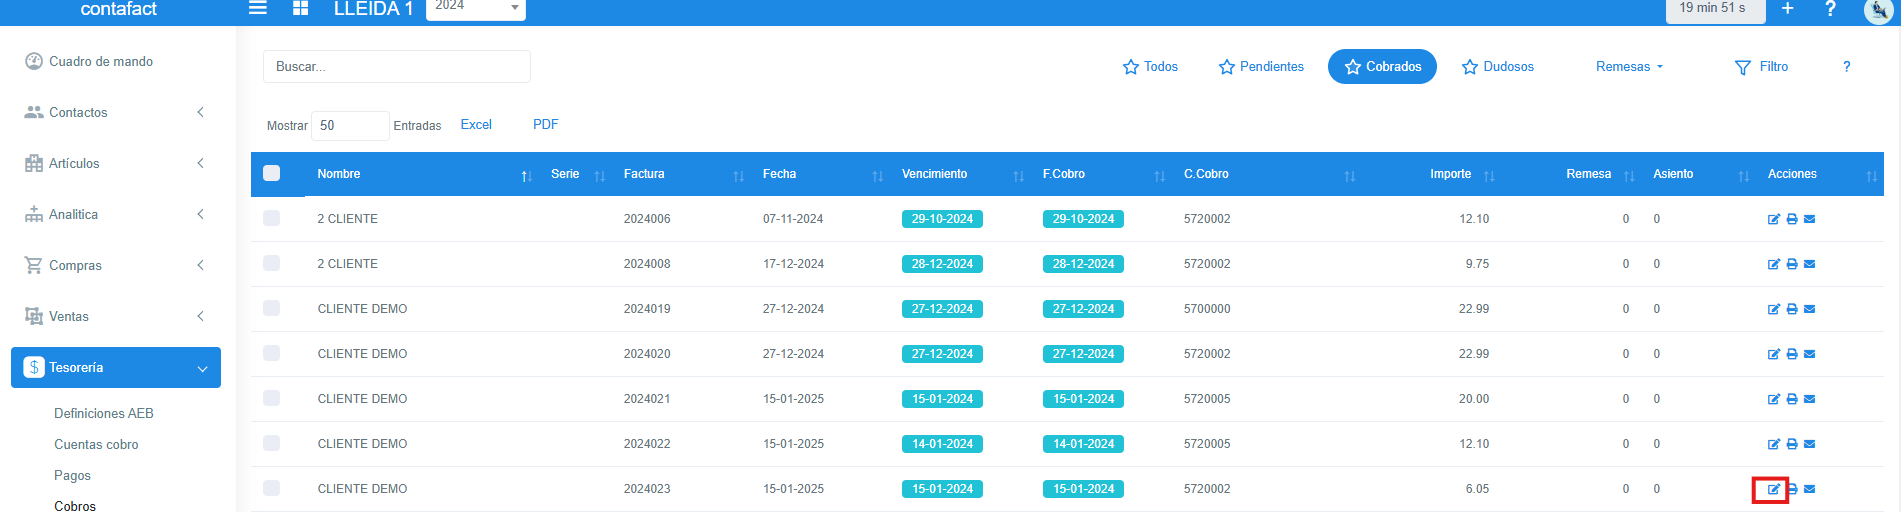 contafact LLEIDA 1 2024 19 min 51 s + ?
Cuadro de mando
Contactos
Artículos
Analitica
Compras
Ventas
$ Tesorería
Definiciones AEB
Cuentas cobro
Pagos
Cobros
Buscar... Todos Pendientes Cobrados Dudosos Remesas Filtro ?
Mostrar 50 Entradas Excel PDF
Nombre Serie Factura Fecha Vencimiento F.Cobro C.Cobro Importe Remesa Asiento Acciones
2 CLIENTE 2024006 07-11-2024 29-10-2024 29-10-2024 5720002 12.10 0 0
2 CLIENTE 2024008 17-12-2024 28-12-2024 28-12-2024 5720002 9.75 0 0
CLIENTE DEMO 2024019 27-12-2024 27-12-2024 27-12-2024 5700000 22.99 0 0
CLIENTE DEMO 2024020 27-12-2024 27-12-2024 27-12-2024 5720002 22.99 0 0
CLIENTE DEMO 2024021 15-01-2025 15-01-2024 15-01-2024 5720005 20.00 0 0
CLIENTE DEMO 2024022 15-01-2025 14-01-2024 14-01-2024 5720005 12.10 0 0
CLIENTE DEMO 2024023 15-01-2025 15-01-2024 15-01-2024 5720002 6.05 0 0